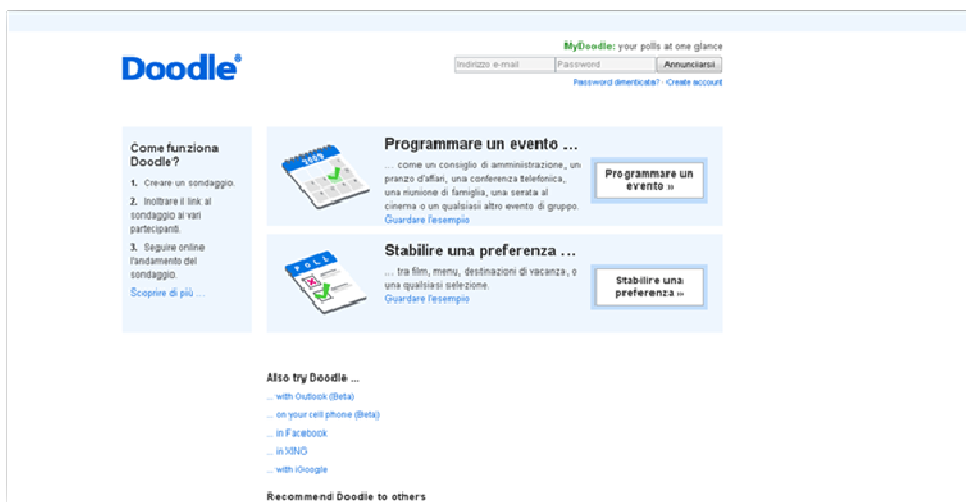 MyDoodle: your polls at one glance
Doodle®
Indirizzo e-mail Password Annunciarsi
Password dimenticata? · Create account
Come funziona
Doodle?
1. Creare un sondaggio.
2. Inoltrare il link al
sondaggio ai vari
partecipanti.
3. Seguire online
l'andamento del
sondaggio.
Scoprire di più ...
2009
Programmare un evento ...
... come un consiglio di amministrazione, un
pranzo d'affari, una conferenza telefonica,
una riunione di famiglia, una serata al
cinema o un qualsiasi altro evento di gruppo.
Guardare l'esempio
Programmare un
evento »
POLL
Stabilire una preferenza ...
... tra film, menu, destinazioni di vacanza, o
una qualsiasi selezione.
Guardare l'esempio
Stabilire una
preferenza »
Also try Doodle ...
... with Outlook (Beta)
... on your cell phone (Beta)
... in Facebook
... in XING
... with iGoogle
Recommend Doodle to others